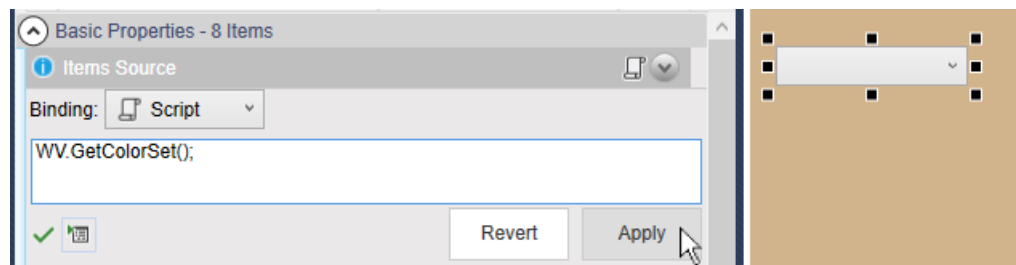 Basic Properties - 8 Items
Items Source
Binding: Script
WV.GetColorSet();
Revert Apply